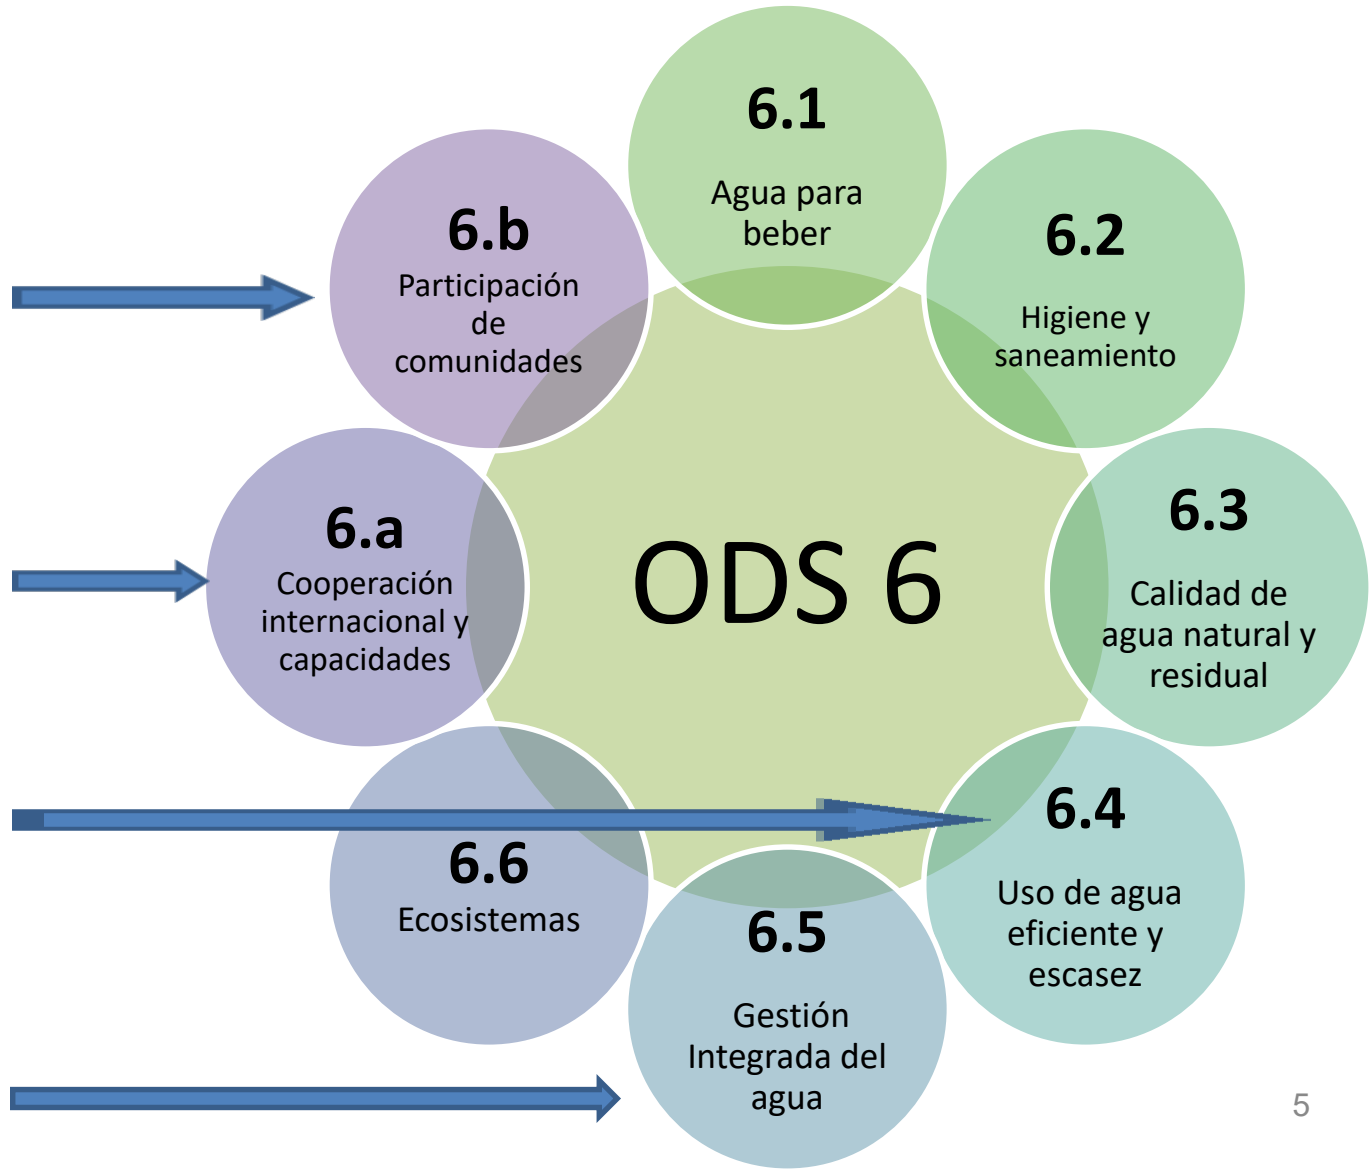 6.1
Agua para
beber
6.2
Higiene y
saneamiento
6.3
Calidad de
agua natural y
residual
6.4
Uso de agua
eficiente y
escasez
6.5
Gestión
Integrada del
agua
6.6
Ecosistemas
6.a
Cooperación
internacional y
capacidades
6.b
Participación
de
comunidades
ODS 6
5